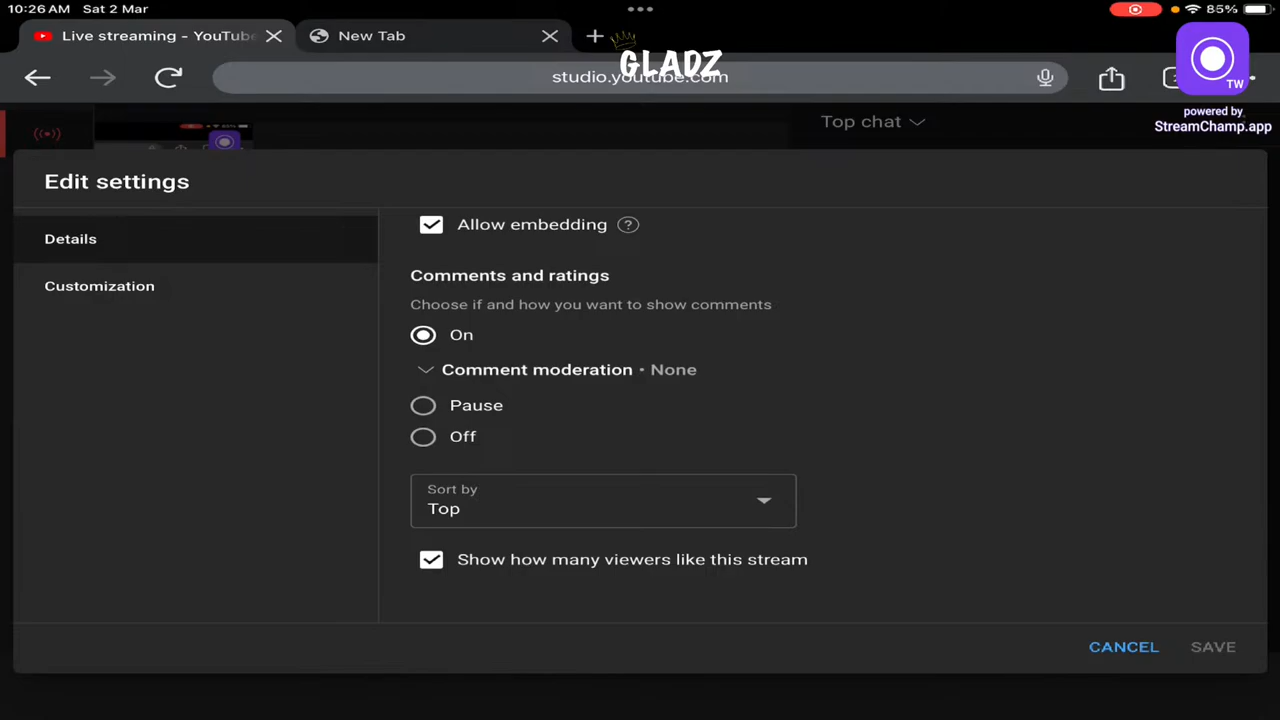 10:26 AM Sat 2 Mar
85%
Live streaming - YouTube
New Tab
GLADZ
studio.youtube.com
TW
powered by
StreamChamp.app
Top chat
Edit settings
Details
Customization
Allow embedding ?
Comments and ratings
Choose if and how you want to show comments
On
Comment moderation • None
Pause
Off
Sort by
Top
Show how many viewers like this stream
CANCEL
SAVE